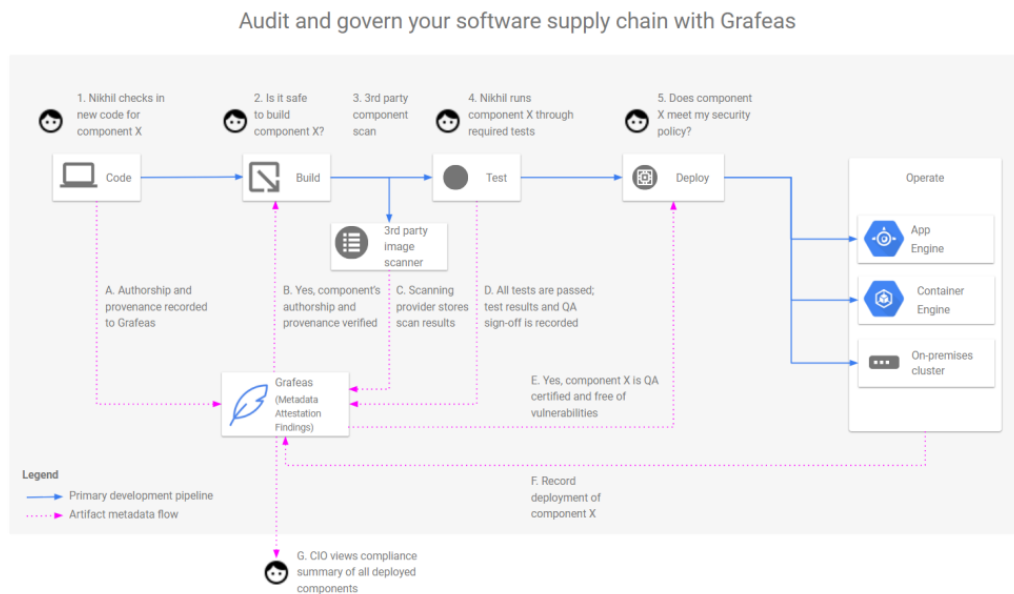 Audit and govern your software supply chain with Grafeas
1. Nikhil checks in
new code for
component X
2. Is it safe
to build
component X?
3. 3rd party
component
scan
4. Nikhil runs
component X through
required tests
5. Does component
X meet my security
policy?
Code
Build
Test
Deploy
Operate
3rd party
image
scanner
App
Engine
Container
Engine
On-premises
cluster
A. Authorship and
provenance recorded
to Grafeas
B. Yes, component's
authorship and
provenance verified
C. Scanning
provider stores
scan results
D. All tests are passed;
test results and QA
sign-off is recorded
Grafeas
(Metadata
Attestation
Findings)
E. Yes, component X is QA
certified and free of
vulnerabilities
F. Record
deployment of
component X
Legend
Primary development pipeline
Artifact metadata flow
G. CIO views compliance
summary of all deployed
components